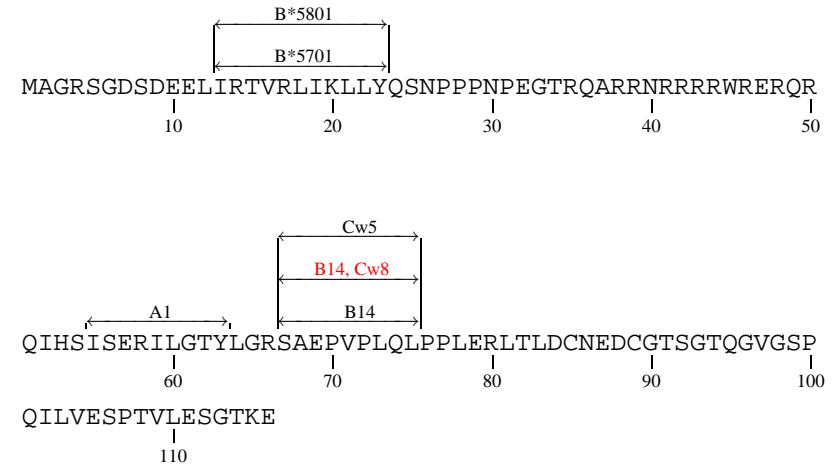 B*5801
B*5701
MAGRSGDSDEELIRTVRLIKLLYQSNPPPNPEGTRQARRNRRRRWRERQR
10 20 30 40 50
Cw5
B14, Cw8
A1 B14
QIHSISERILGTYLGRSAEPVPLQLPPLERLTLDCNEDCGTSGTQGVGSP
60 70 80 90 100
QILVESPTVLESGTKE
110